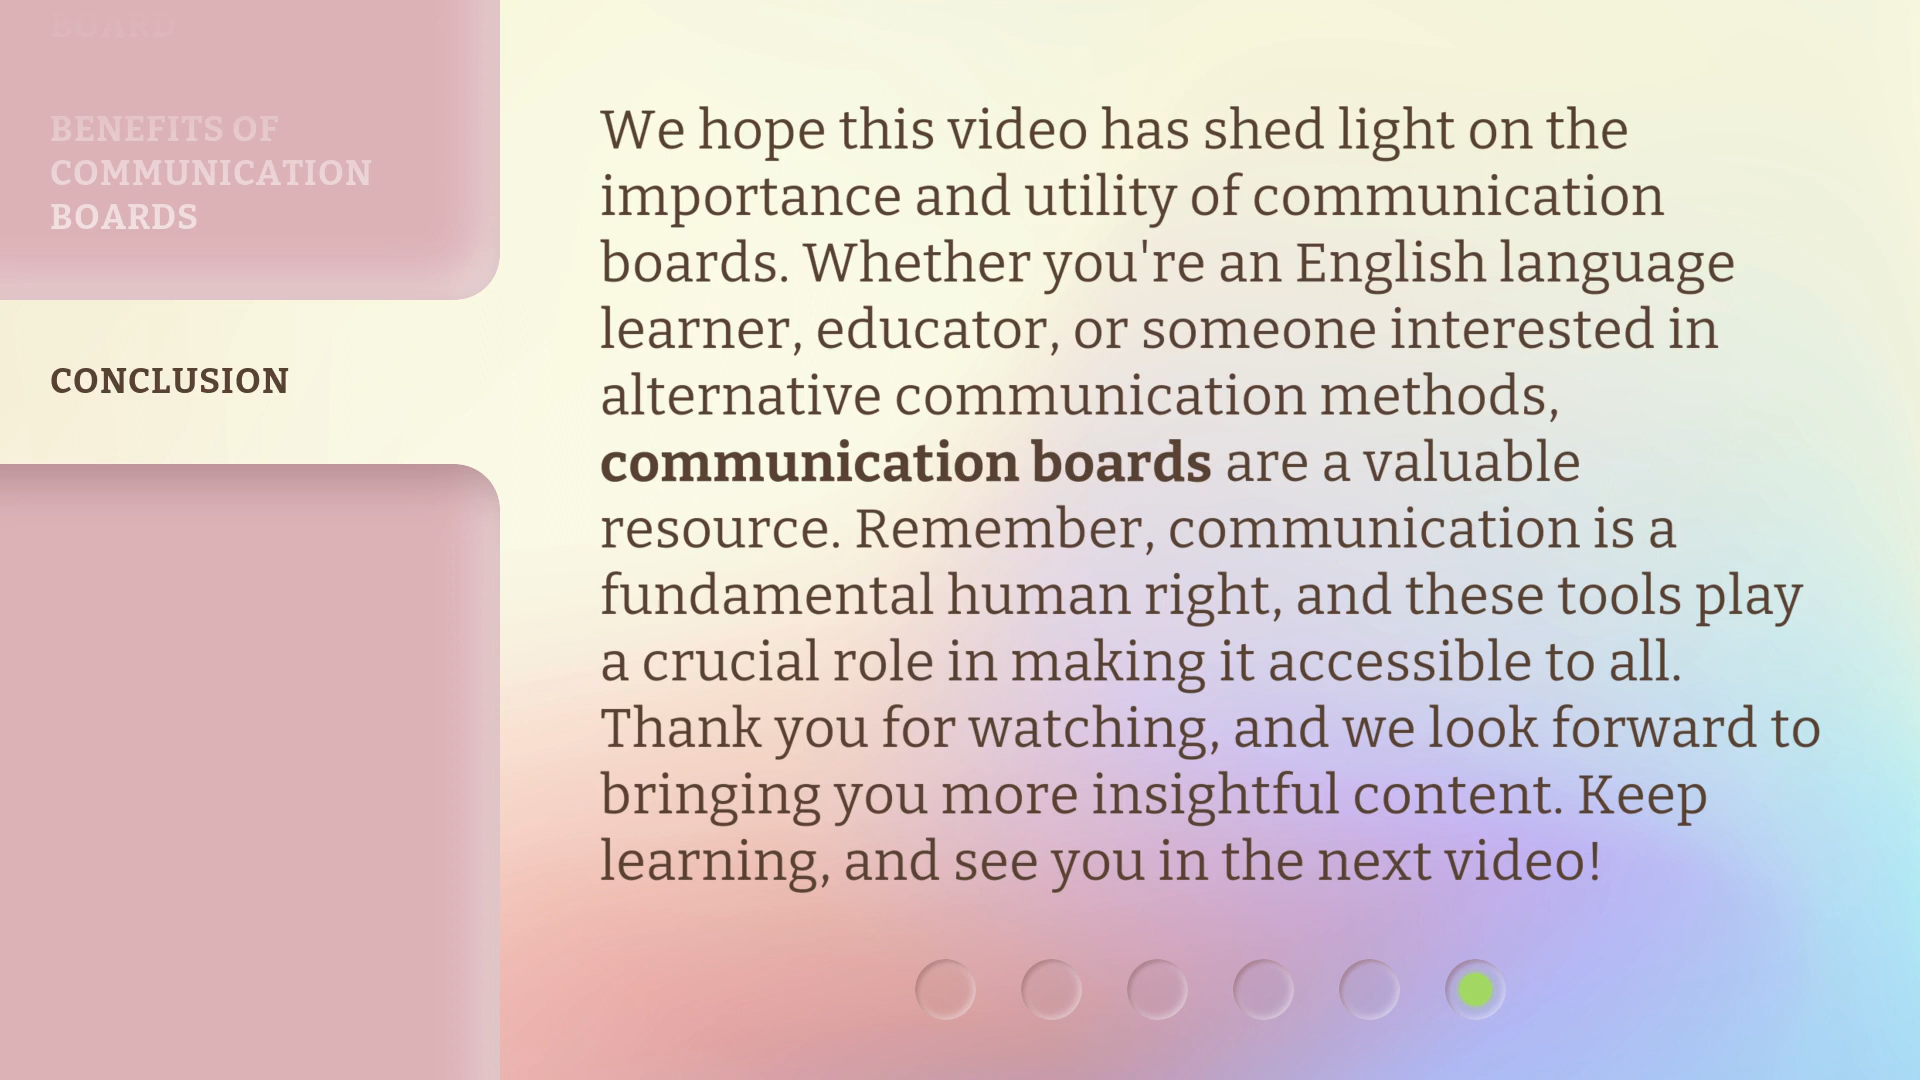 BOARD
BENEFITS OF
COMMUNICATION
BOARDS
CONCLUSION
We hope this video has shed light on the
importance and utility of communication
boards. Whether you're an English language
learner, educator, or someone interested in
alternative communication methods,
communication boards are a valuable
resource. Remember, communication is a
fundamental human right, and these tools play
a crucial role in making it accessible to all.
Thank you for watching, and we look forward to
bringing you more insightful content. Keep
learning, and see you in the next video!